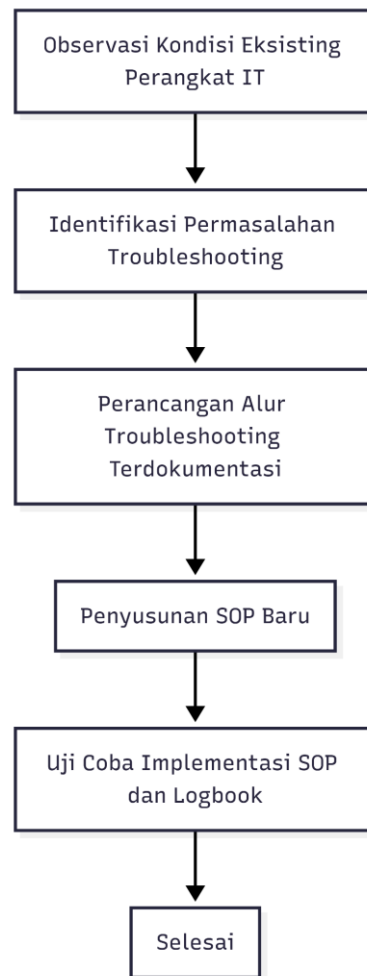 Observasi Kondisi Eksisting
Perangkat IT
Identifikasi Permasalahan
Troubleshooting
Perancangan Alur
Troubleshooting
Terdokumentasi
Penyusunan SOP Baru
Uji Coba Implementasi SOP
dan Logbook
Selesai